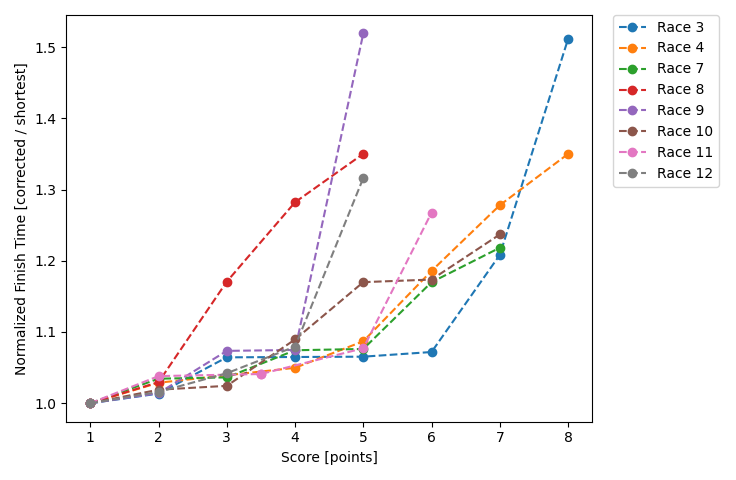 Normalized Finish Time [corrected / shortest]
1.5
1.4
1.3
1.2
1.1
1.0
1 2 3 4 5 6 7 8
Score [points]
Race 3
Race 4
Race 7
Race 8
Race 9
Race 10
Race 11
Race 12